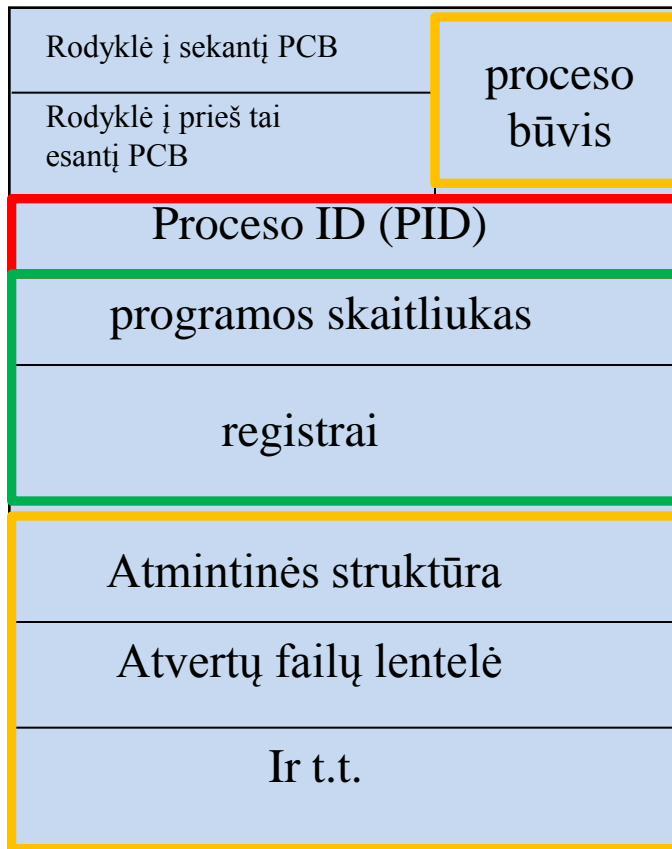 Rodyklė į sekantį PCB
Rodyklė į prieš tai
esantį PCB
proceso
būvis
Proceso ID (PID)
programos skaitliukas
registrai
Atmintinės struktūra
Atvertų failų lentelė
Ir t.t.